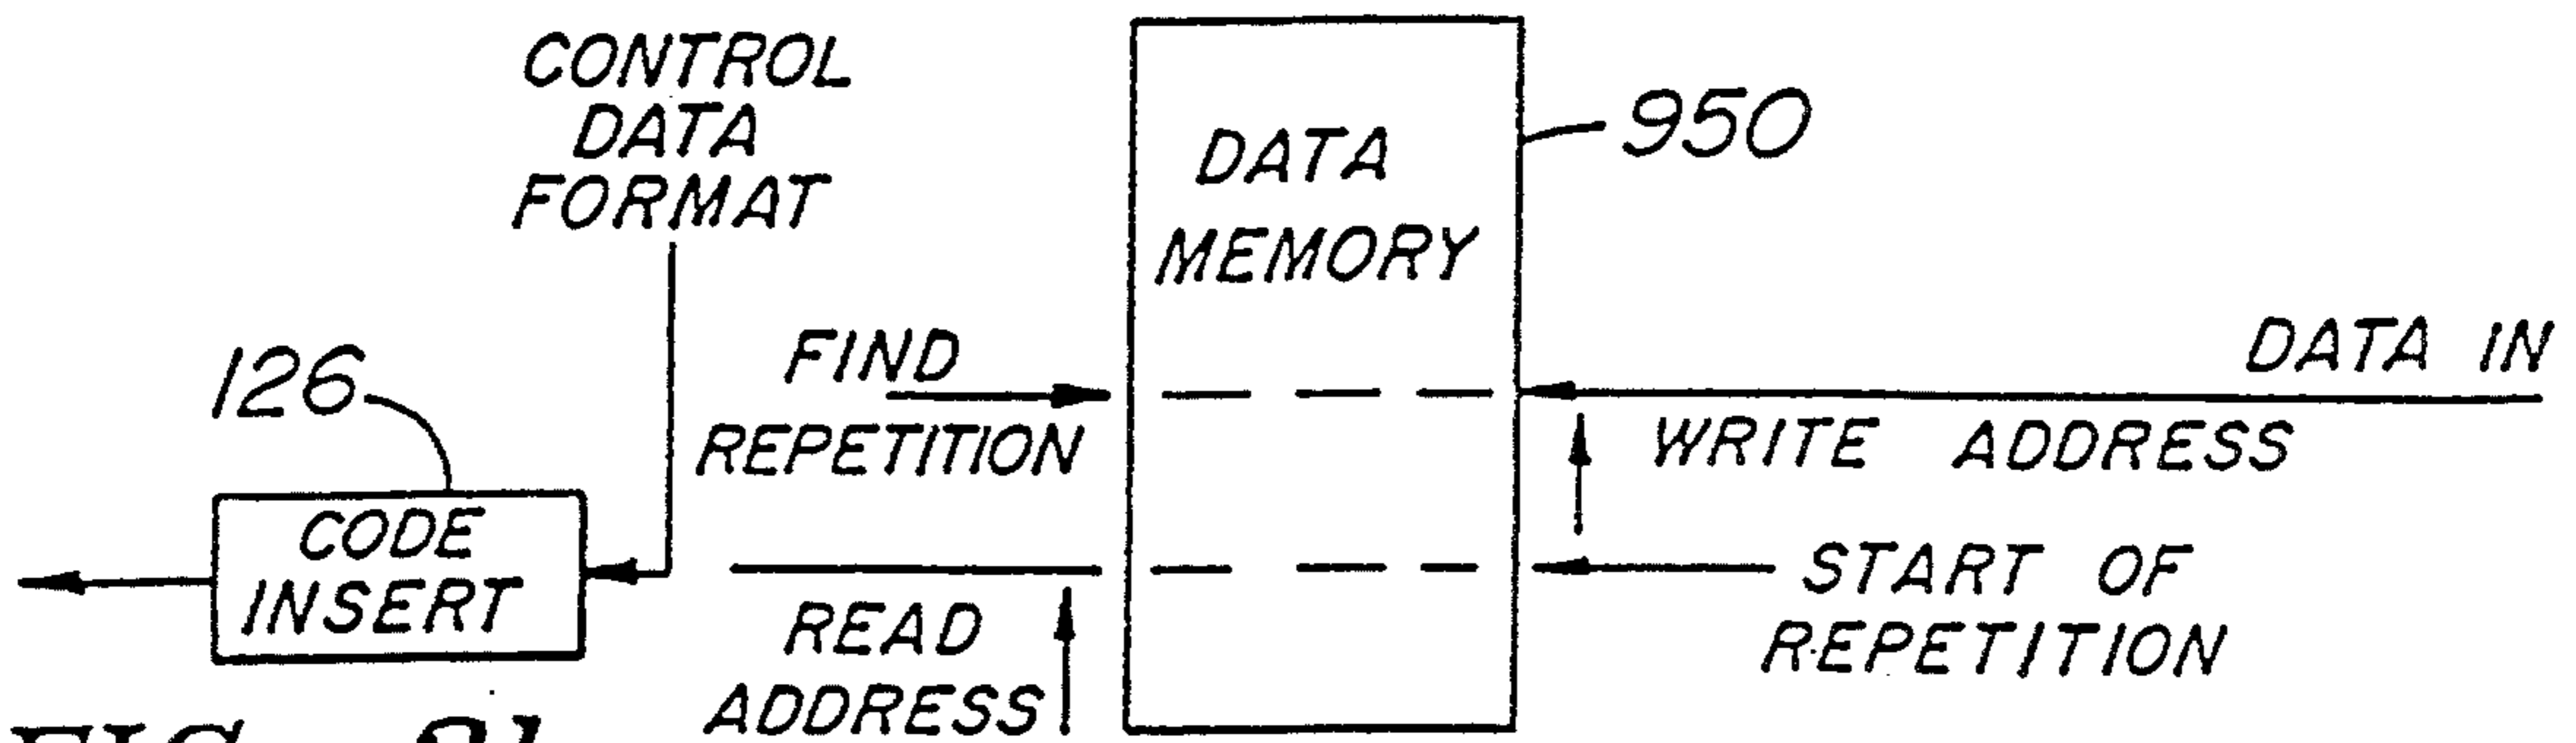 CONTROL
DATA
FORMAT
126
CODE
INSERT
FIND
REPETITION
READ
ADDRESS
DATA
MEMORY
950
DATA IN
WRITE ADDRESS
START OF
REPETITION